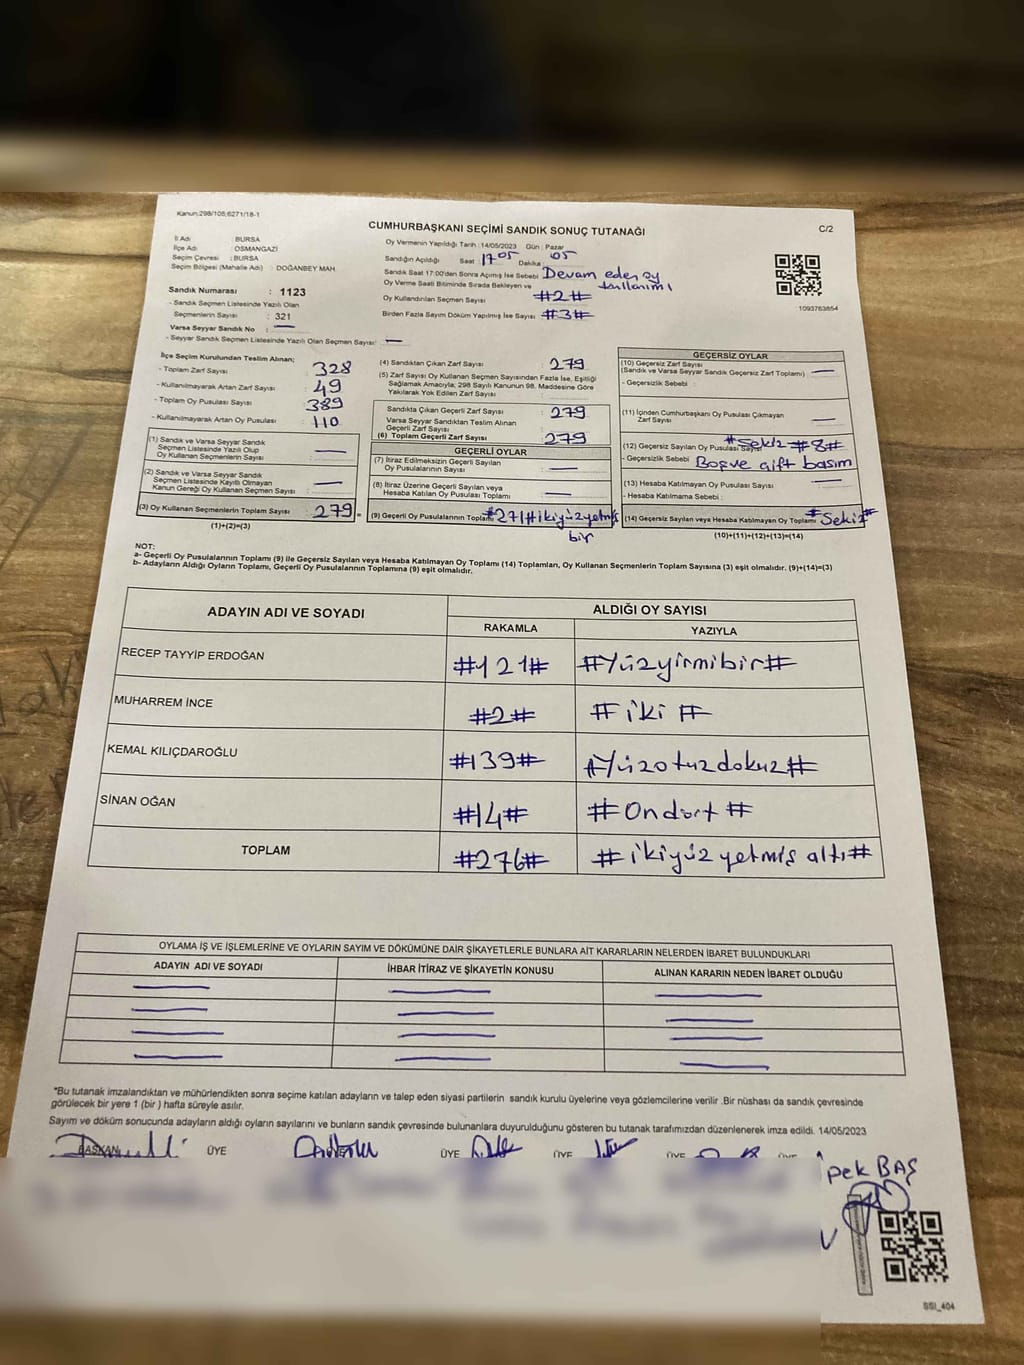 Kanun:298/105;6271/18-1
CUMHURBAŞKANI SEÇİMİ SANDIK SONUÇ TUTANAĞI
C/2
İl Adı : BURSA
İlçe Adı : OSMANGAZİ
Seçim Çevresi : BURSA
Seçim Bölgesi (Mahalle Adı) : DOĞANBEY MAH.
Sandık Numarası : 1123
- Sandık Seçmen Listesinde Yazılı Olan
Seçmenlerin Sayısı : 321
Varsa Seyyar Sandık No : —
- Seyyar Sandık Seçmen Listesinde Yazılı Olan Seçmen Sayısı: —
Oy Vermenin Yapıldığı Tarih : 14/05/2023 Gün : Pazar
Sandığın Açıldığı Saat 17 05 Dakika : 05
Sandık Saat 17:00'den Sonra Açılmış İse Sebebi Devam eden oy kullanımı
Oy Verme Saati Bitiminde Sırada Bekleyen ve
Oy Kullandırılan Seçmen Sayısı #2#
Birden Fazla Sayım Döküm Yapılmış İse Sayısı : #3#
1093763854
İlçe Seçim Kurulundan Teslim Alınan;
- Toplam Zarf Sayısı : 328
- Kullanılmayarak Artan Zarf Sayısı : 49
- Toplam Oy Pusulası Sayısı : 389
- Kullanılmayarak Artan Oy Pusulası : 110
(1) Sandık ve Varsa Seyyar Sandık
Seçmen Listesinde Yazılı Olup
Oy Kullanan Seçmenlerin Sayısı : —
(2) Sandık ve Varsa Seyyar Sandık
Seçmen Listesinde Kayıtlı Olmayan
Kanun Gereği Oy Kullanan Seçmen Sayısı : —
(3) Oy Kullanan Seçmenlerin Toplam Sayısı : 279
(1)+(2)=(3)
(4) Sandıktan Çıkan Zarf Sayısı : 279
(5) Zarf Sayısı Oy Kullanan Seçmen Sayısından Fazla İse, Eşitliği
Sağlamak Amacıyla; 298 Sayılı Kanunun 98. Maddesine Göre
Yakılarak Yok Edilen Zarf Sayısı :
Sandıkta Çıkan Geçerli Zarf Sayısı : 279
Varsa Seyyar Sandıktan Teslim Alınan
Geçerli Zarf Sayısı :
(6) Toplam Geçerli Zarf Sayısı : 279
GEÇERLİ OYLAR
(7) İtiraz Edilmeksizin Geçerli Sayılan
Oy Pusulalarının Sayısı : —
(8) İtiraz Üzerine Geçerli Sayılan veya
Hesaba Katılan Oy Pusulası Toplamı : —
(9) Geçerli Oy Pusulalarının Toplamı #271#ikiyüzyetmiş
bir
GEÇERSİZ OYLAR
(10) Geçersiz Zarf Sayısı
(Sandık ve Varsa Seyyar Sandık Geçersiz Zarf Toplamı) : —
- Geçersizlik Sebebi :
(11) İçinden Cumhurbaşkanı Oy Pusulası Çıkmayan
Zarf Sayısı : —
(12) Geçersiz Sayılan Oy Pusulası Sayısı #Sekiz #8#
- Geçersizlik Sebebi : Boş ve çift basım
(13) Hesaba Katılmayan Oy Pusulası Sayısı : —
- Hesaba Katılmama Sebebi :
(14) Geçersiz Sayılan veya Hesaba Katılmayan Oy Toplamı #Sekiz#
(10)+(11)+(12)+(13)=(14)
NOT:
a- Geçerli Oy Pusulalarının Toplamı (9) ile Geçersiz Sayılan veya Hesaba Katılmayan Oy Toplamı (14) Toplamları, Oy Kullanan Seçmenlerin Toplam Sayısına (3) eşit olmalıdır. (9)+(14)=(3)
b- Adayların Aldığı Oyların Toplamı, Geçerli Oy Pusulalarının Toplamına (9) eşit olmalıdır.
ADAYIN ADI VE SOYADI
ALDIĞI OY SAYISI
RAKAMLA YAZIYLA
RECEP TAYYİP ERDOĞAN #121# #Yüzyirmibir#
MUHARREM İNCE #2# #iki#
KEMAL KILIÇDAROĞLU #139# #Yüzotuzdokuz#
SİNAN OĞAN #14# #Ondört#
TOPLAM #276# #ikiyüz yetmiş altı#
OYLAMA İŞ VE İŞLEMLERİNE VE OYLARIN SAYIM VE DÖKÜMÜNE DAİR ŞİKAYETLERLE BUNLARA AİT KARARLARIN NELERDEN İBARET BULUNDUKLARI
ADAYIN ADI VE SOYADI İHBAR İTİRAZ VE ŞİKAYETİN KONUSU ALINAN KARARIN NEDEN İBARET OLDUĞU
*Bu tutanak imzalandıktan ve mühürlendikten sonra seçime katılan adayların ve talep eden siyasi partilerin sandık kurulu üyelerine veya gözlemcilerine verilir .Bir nüshası da sandık çevresinde
görülecek bir yere 1 (bir ) hafta süreyle asılır.
Sayım ve döküm sonucunda adayların aldığı oyların sayılarını ve bunların sandık çevresinde bulunanlara duyurulduğunu gösteren bu tutanak tarafımızdan düzenlenerek imza edildi. 14/05/2023
BAŞKAN ÜYE ÜYE ÜYE ÜYE ÜYE
pek BAŞ
SSI_404